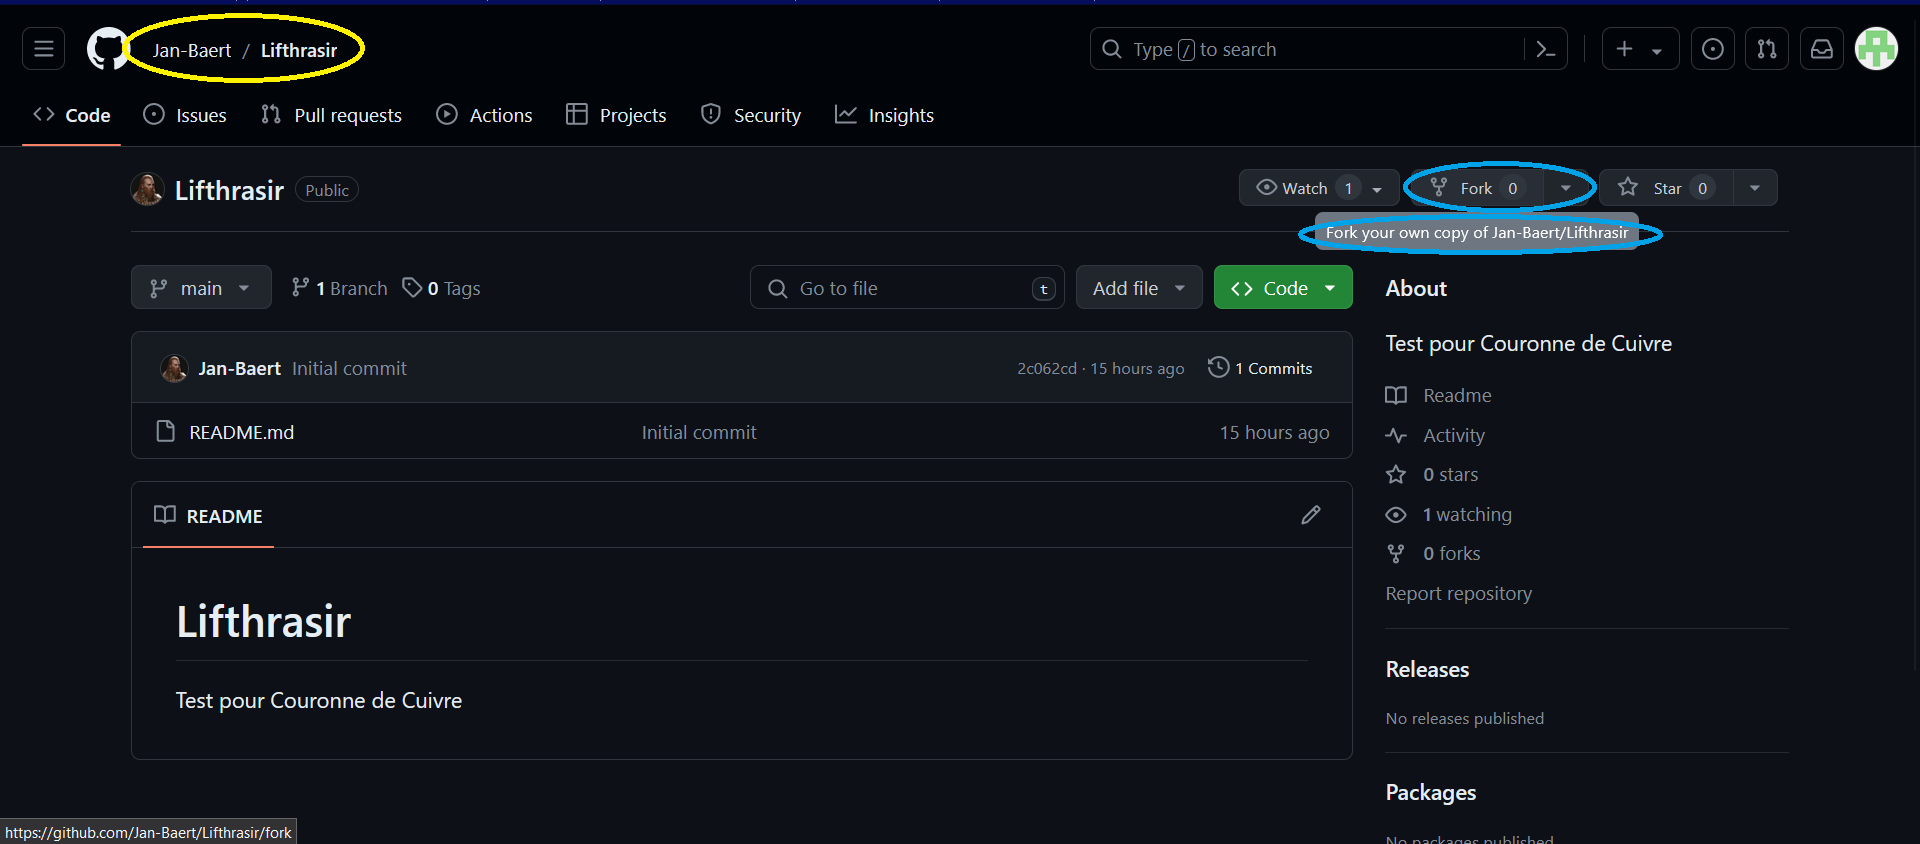 Jan-Baert / Lifthrasir
Type / to search
Code Issues Pull requests Actions Projects Security Insights
Lifthrasir Public
Watch 1 Fork 0 Star 0
Fork your own copy of Jan-Baert/Lifthrasir
main 1 Branch 0 Tags
Go to file t Add file Code
Jan-Baert Initial commit 2c062cd · 15 hours ago 1 Commits
README.md Initial commit 15 hours ago
README
Lifthrasir
Test pour Couronne de Cuivre
About
Test pour Couronne de Cuivre
Readme
Activity
0 stars
1 watching
0 forks
Report repository
Releases
No releases published
Packages
No packages published
https://github.com/Jan-Baert/Lifthrasir/fork